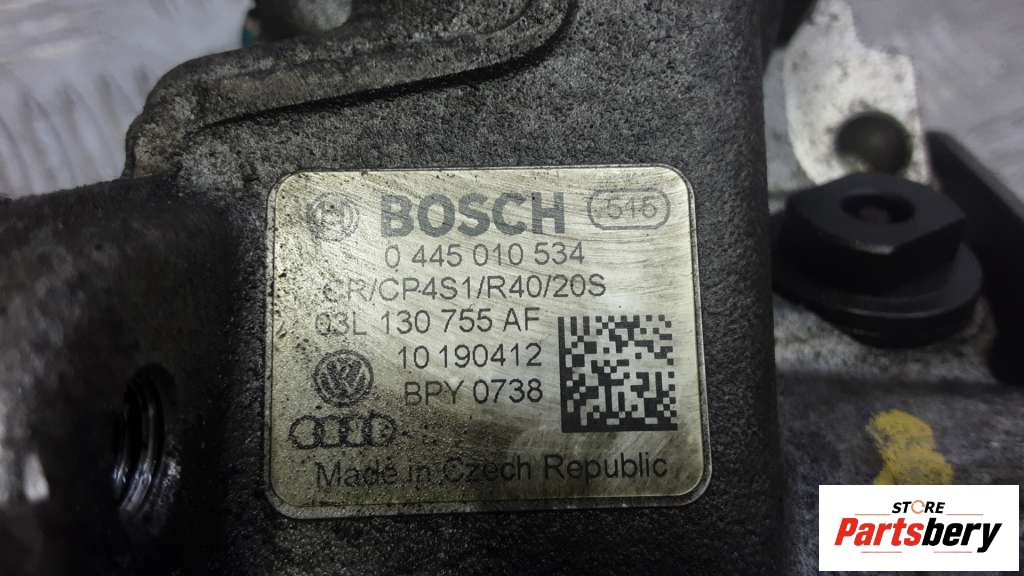 BOSCH 516
0 445 010 534
CR/CP4S1/R40/20S
03L 130 755 AF
10 190412
BPY 0738
Made in Czech Republic
STORE
Partsbery